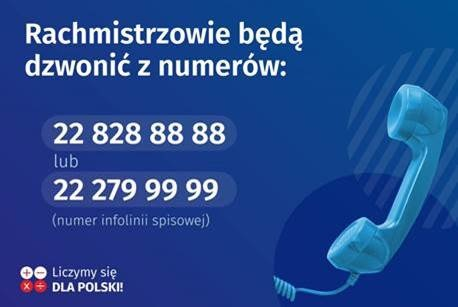 Rachmistrzowie będą
dzwonić z numerów:
22 828 88 88
lub
22 279 99 99
(numer infolinii spisowej)
Liczymy się
DLA POLSKI!